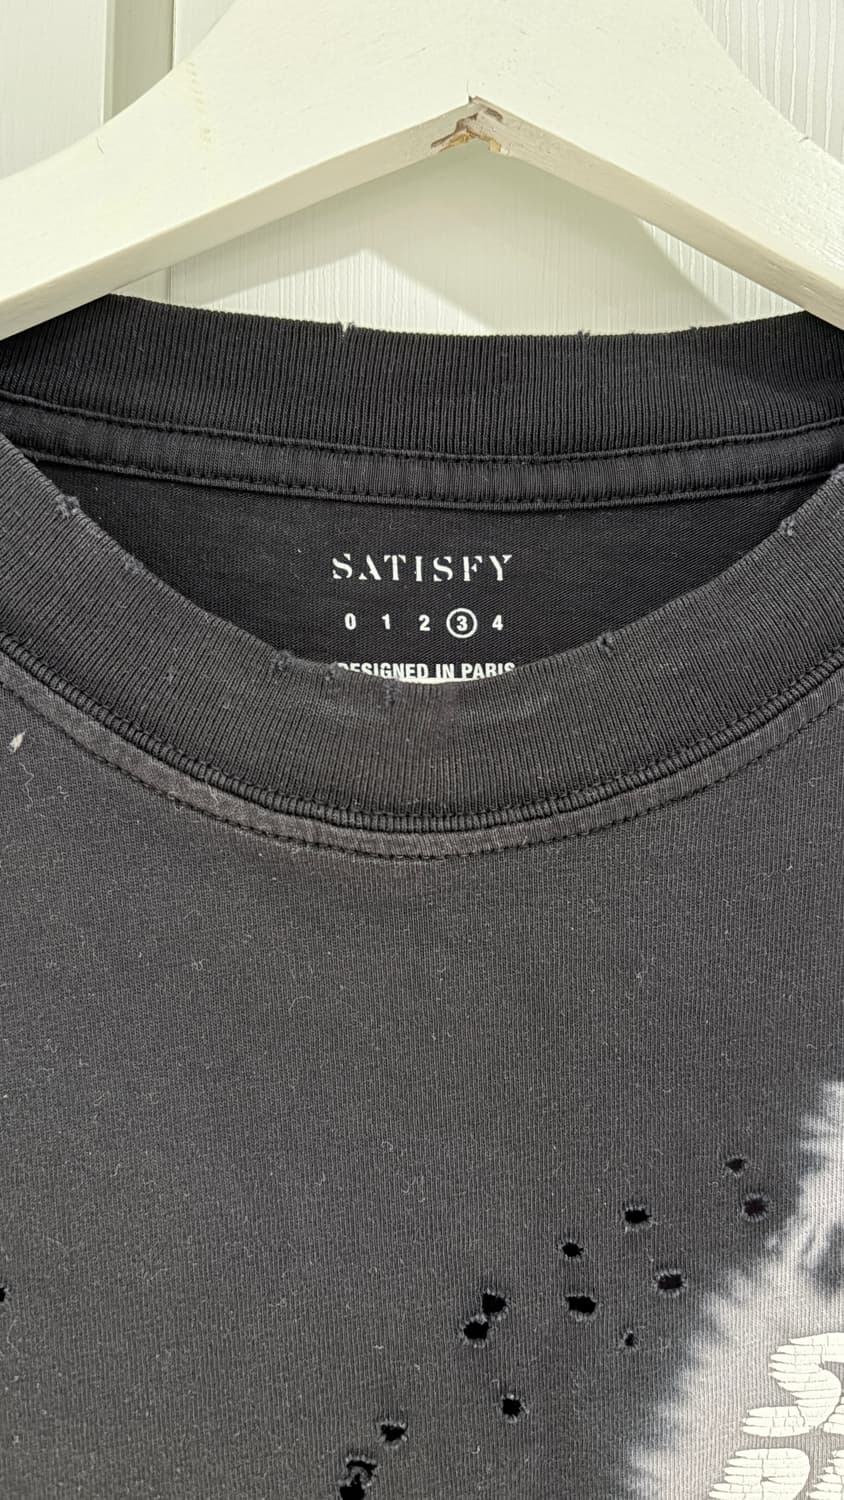 SATISFY
0 1 2 3 4
DESIGNED IN PARIS